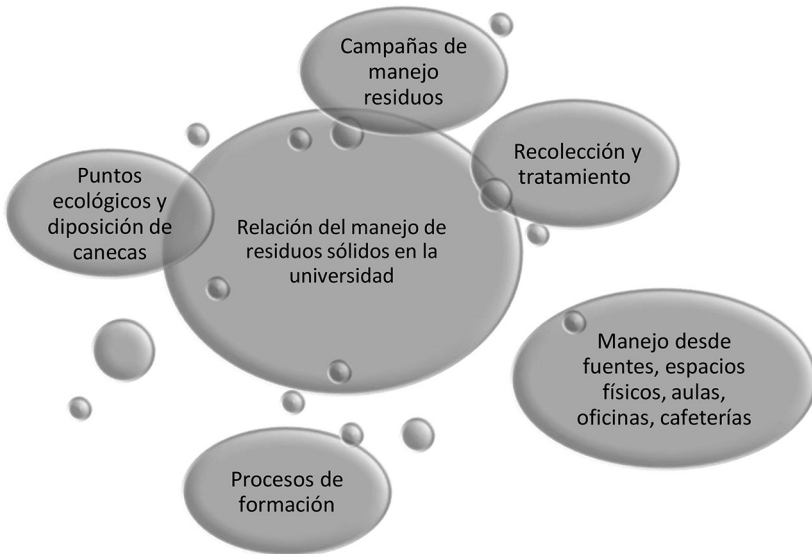 Campañas de
manejo
residuos
Recolección y
tratamiento
Puntos
ecológicos y
diposición de
canecas
Relación del manejo de
residuos sólidos en la
universidad
Manejo desde
fuentes, espacios
físicos, aulas,
oficinas, cafeterías
Procesos de
formación